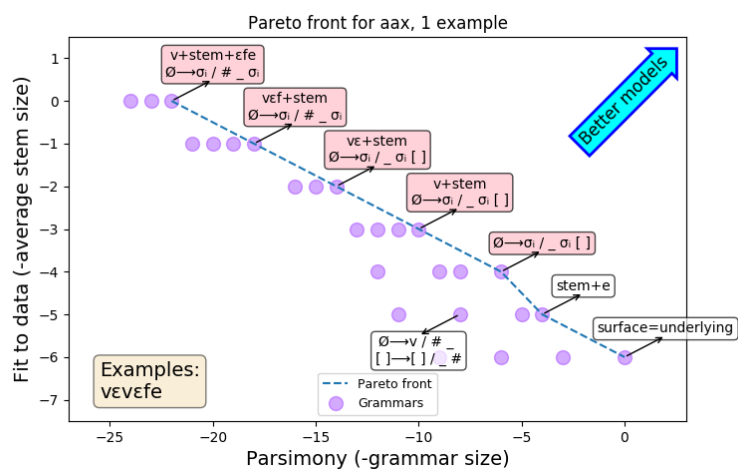 Pareto front for aax, 1 example
Fit to data (-average stem size)
1
0
−1
−2
−3
−4
−5
−6
−7
v+stem+ɛfe
Ø⟶σᵢ / # _ σᵢ
vɛf+stem
Ø⟶σᵢ / # _ σᵢ
vɛ+stem
Ø⟶σᵢ / _ σᵢ [ ]
v+stem
Ø⟶σᵢ / _ σᵢ [ ]
Ø⟶σᵢ / _ σᵢ [ ]
stem+e
surface=underlying
Ø⟶v / # _
[ ]⟶[ ] / _ #
Better models
Examples:
vɛvɛfe
Pareto front
Grammars
−25
−20
−15
−10
−5
0
Parsimony (-grammar size)